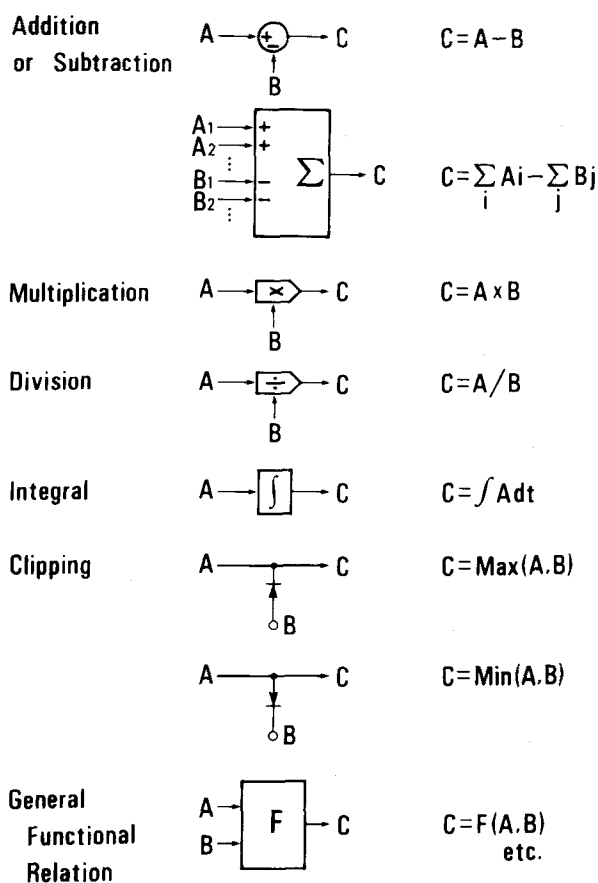 Addition
or Subtraction
A + − C C=A−B
B
A1 +
A2 +
⋮
B1 − Σ C C=∑i Ai−∑j Bj
B2 −
⋮
Multiplication A × C C=A×B
B
Division A ÷ C C=A/B
B
Integral A ∫ C C=∫Adt
Clipping A C C=Max(A.B)
B
A C C=Min(A.B)
B
General
Functional
Relation
A
B
F C C=F(A.B)
etc.